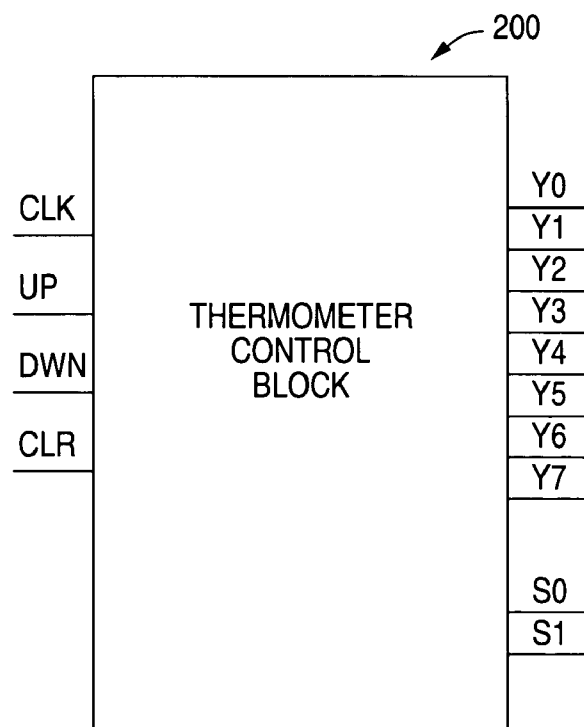 200
CLK
UP
DWN
CLR
THERMOMETER
CONTROL
BLOCK
Y0
Y1
Y2
Y3
Y4
Y5
Y6
Y7
S0
S1